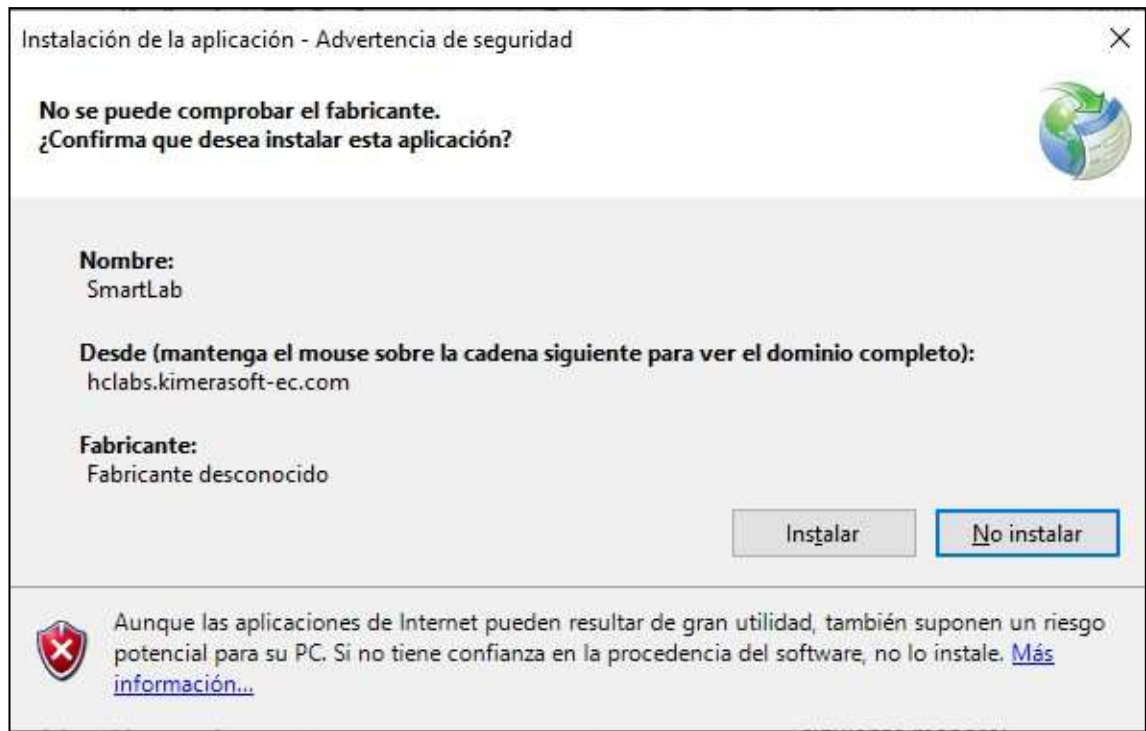 Instalación de la aplicación - Advertencia de seguridad
No se puede comprobar el fabricante.
¿Confirma que desea instalar esta aplicación?
Nombre:
SmartLab
Desde (mantenga el mouse sobre la cadena siguiente para ver el dominio completo):
hclabs.kimerasoft-ec.com
Fabricante:
Fabricante desconocido
Instalar
No instalar
Aunque las aplicaciones de Internet pueden resultar de gran utilidad, también suponen un riesgo
potencial para su PC. Si no tiene confianza en la procedencia del software, no lo instale. Más
información...